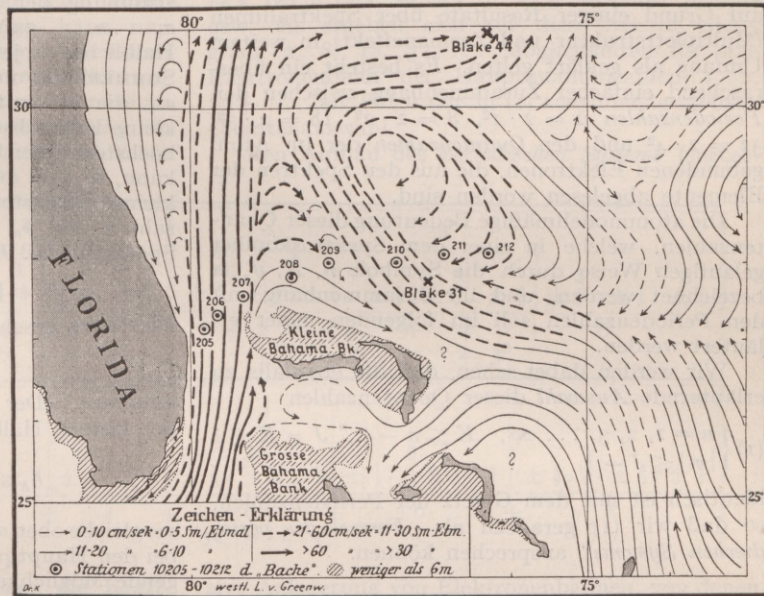 80° 75°
Blake 44
30° 30°
FLORIDA
212
211
210
209
208
207
206
205
Blake 31
Kleine
Bahama-Bk.
?
Grosse
Bahama-
Bank
?
25 25°
Zeichen-Erklärung
0-10 cm/sek=0-5 Sm/Etmal 21-60 cm/sek=11-30 Sm-Etm.
11-20 " =6-10 " >60 " >30 "
Stationen 10205-10212 d. „Bache". weniger als 6m
80° westl. L. v. Greenw. 75°
Dr.K